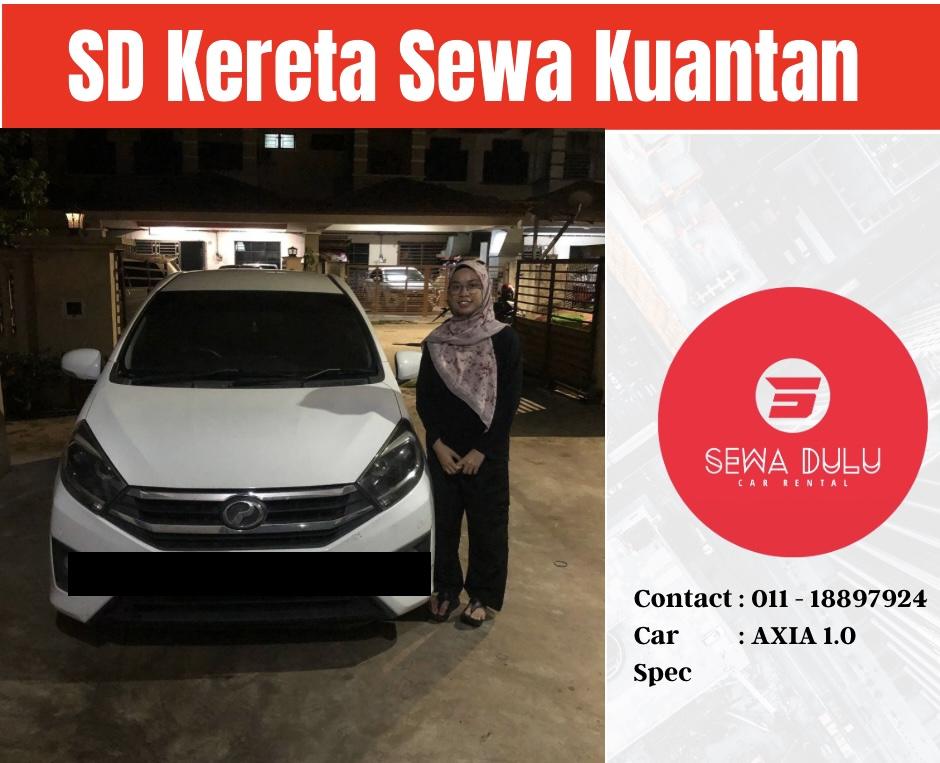 SD Kereta Sewa Kuantan
SEWA DULU
CAR RENTAL
Contact : 011 - 18897924
Car : AXIA 1.0
Spec